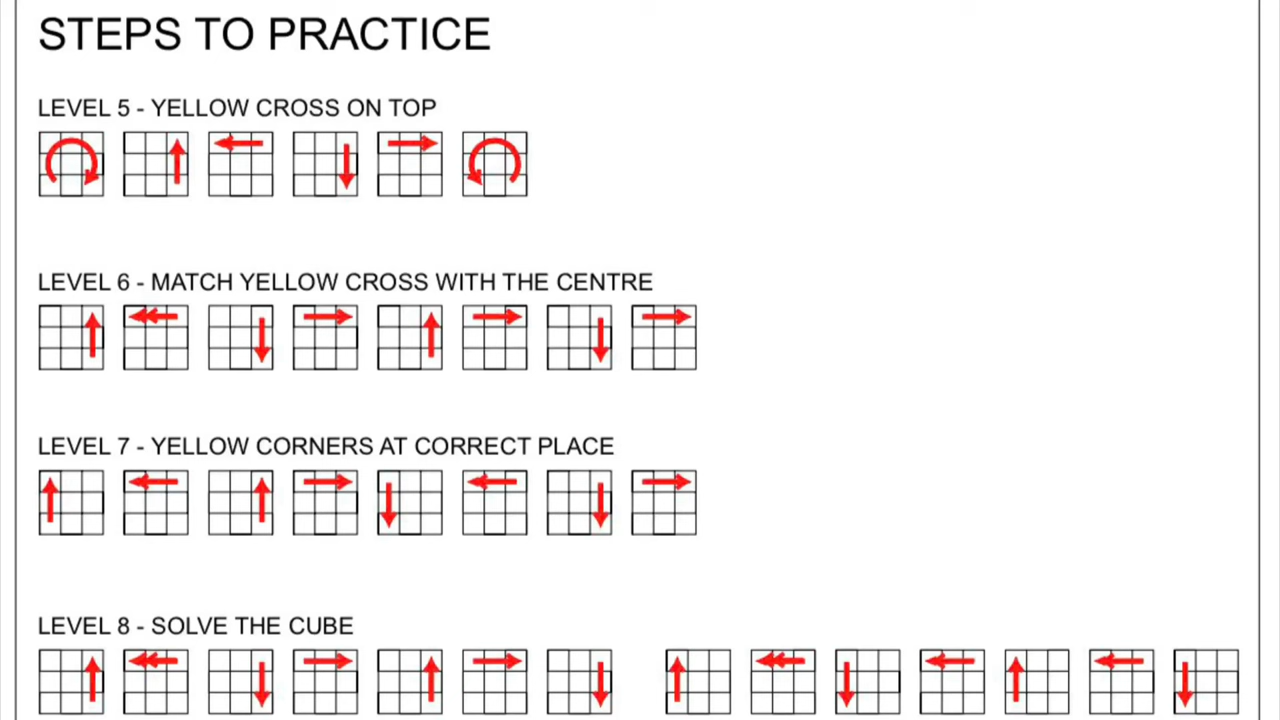 STEPS TO PRACTICE
LEVEL 5 - YELLOW CROSS ON TOP
LEVEL 6 - MATCH YELLOW CROSS WITH THE CENTRE
LEVEL 7 - YELLOW CORNERS AT CORRECT PLACE
LEVEL 8 - SOLVE THE CUBE